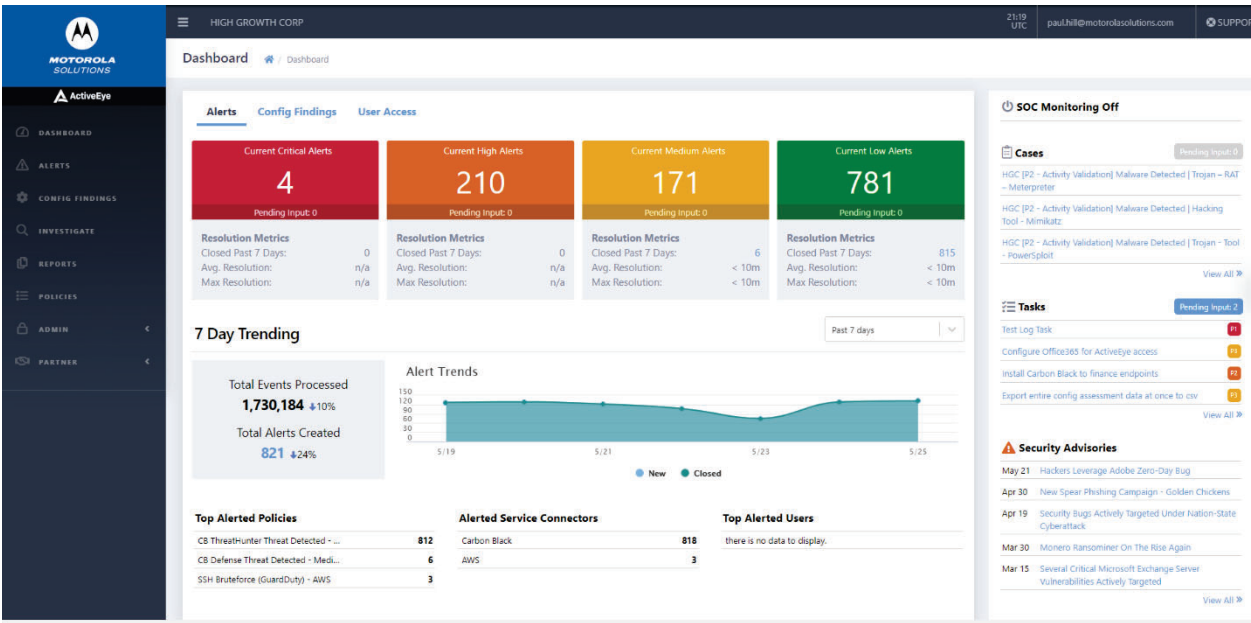 MOTOROLA
SOLUTIONS
ActiveEye
DASHBOARD
ALERTS
CONFIG FINDINGS
INVESTIGATE
REPORTS
POLICIES
ADMIN
PARTNER
HIGH GROWTH CORP
21:19
UTC
paul.hill@motorolasolutions.com
SUPPOR
Dashboard / Dashboard
Alerts Config Findings User Access
Current Critical Alerts
4
Pending Input: 0
Resolution Metrics
Closed Past 7 Days: 0
Avg. Resolution: n/a
Max Resolution: n/a
Current High Alerts
210
Pending Input: 0
Resolution Metrics
Closed Past 7 Days: 0
Avg. Resolution: n/a
Max Resolution: n/a
Current Medium Alerts
171
Pending Input: 0
Resolution Metrics
Closed Past 7 Days: 6
Avg. Resolution: < 10m
Max Resolution: < 10m
Current Low Alerts
781
Pending Input: 0
Resolution Metrics
Closed Past 7 Days: 815
Avg. Resolution: < 10m
Max Resolution: < 10m
7 Day Trending
Past 7 days
Total Events Processed
1,730,184 10%
Total Alerts Created
821 24%
Alert Trends
150
120
90
60
30
0
5/19 5/21 5/23 5/25
New Closed
Top Alerted Policies
CB ThreatHunter Threat Detected - ... 812
CB Defense Threat Detected - Medi... 6
SSH Bruteforce (GuardDuty) - AWS 3
Alerted Service Connectors
Carbon Black 818
AWS 3
Top Alerted Users
there is no data to display.
SOC Monitoring Off
Cases Pending Input: 0
HGC [P2 - Activity Validation] Malware Detected | Trojan – RAT
– Meterpreter
HGC [P2 - Activity Validation] Malware Detected | Hacking
Tool - Mimikatz
HGC [P2 - Activity Validation] Malware Detected | Trojan - Tool
- PowerSploit
View All
Tasks Pending Input: 2
Test Log Task P1
Configure Office365 for ActiveEye access P3
Install Carbon Black to finance endpoints P2
Export entire config assessment data at once to csv P3
View All
Security Advisories
May 21 Hackers Leverage Adobe Zero-Day Bug
Apr 30 New Spear Phishing Campaign - Golden Chickens
Apr 19 Security Bugs Actively Targeted Under Nation-State
Cyberattack
Mar 30 Monero Ransominer On The Rise Again
Mar 15 Several Critical Microsoft Exchange Server
Vulnerabilities Actively Targeted
View All